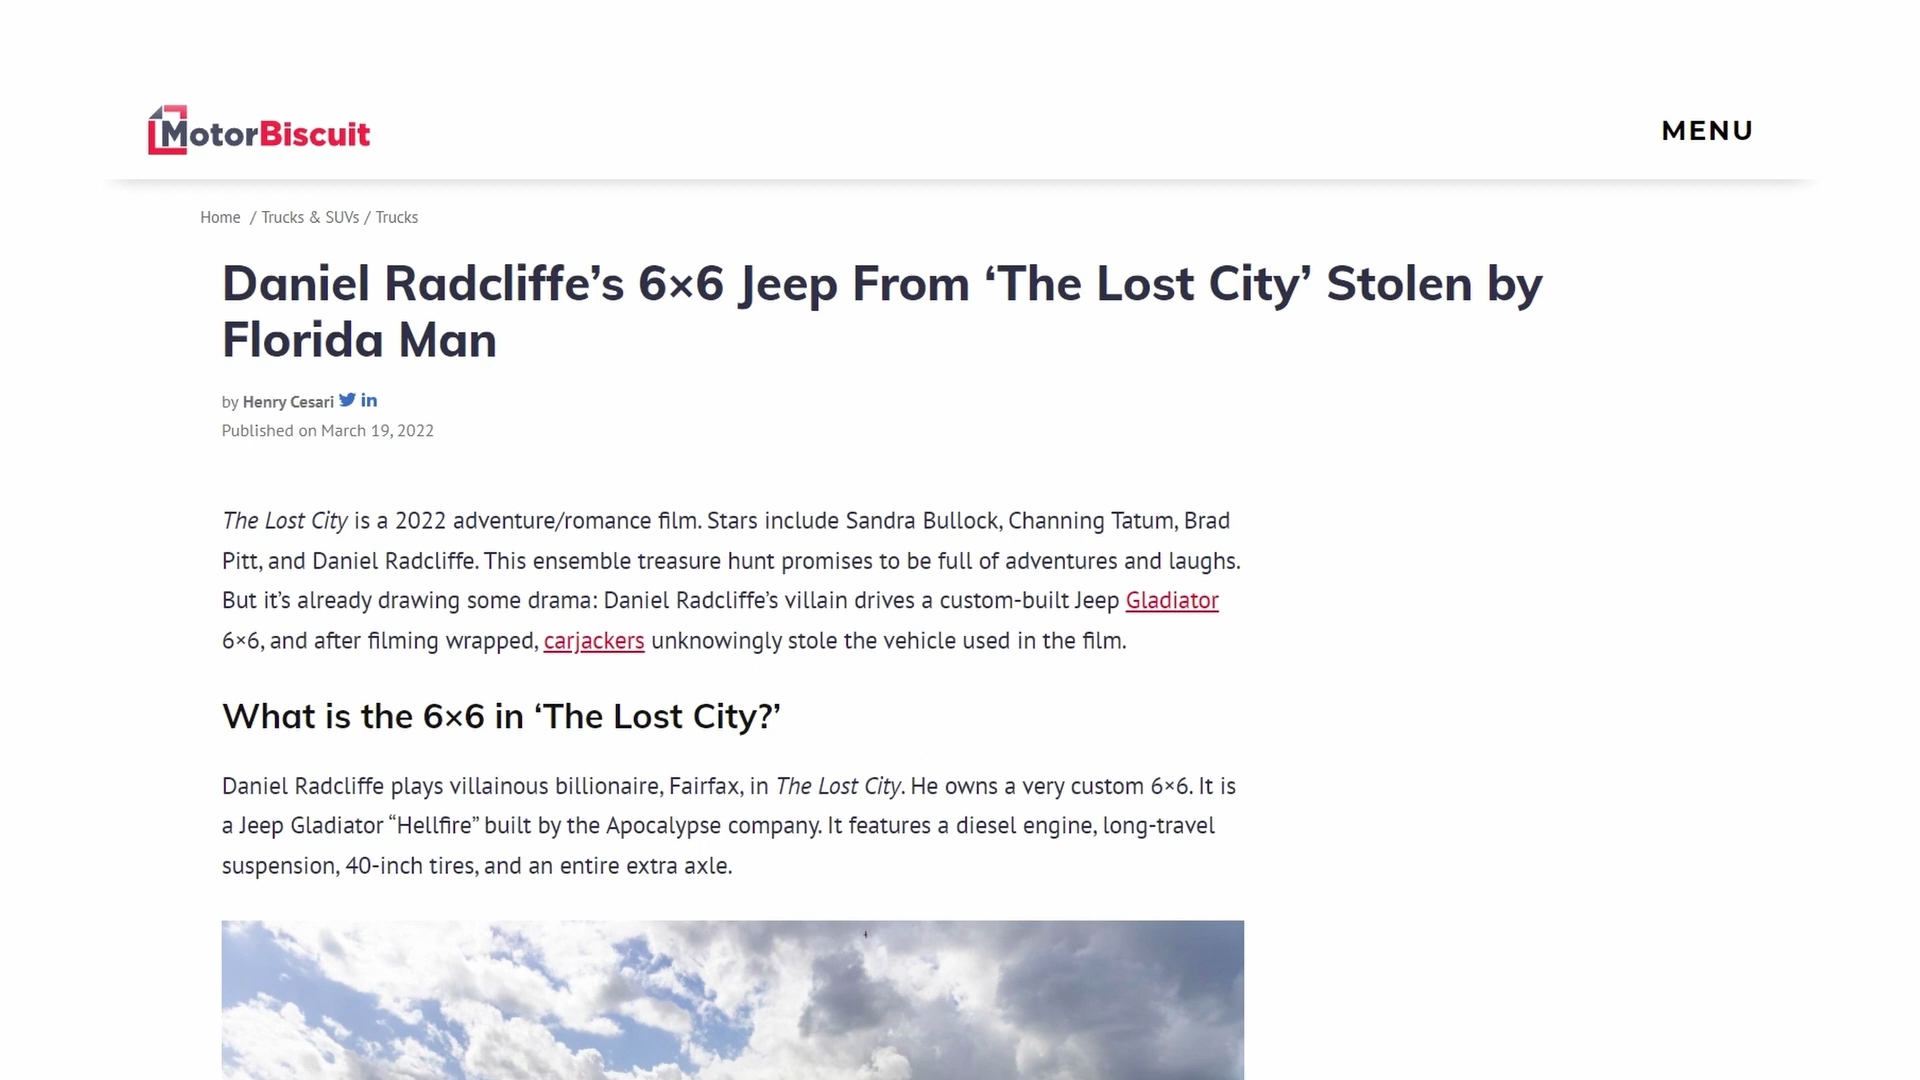 MotorBiscuit
MENU
Home / Trucks & SUVs / Trucks
Daniel Radcliffe’s 6×6 Jeep From ‘The Lost City’ Stolen by
Florida Man
by Henry Cesari
Published on March 19, 2022
The Lost City is a 2022 adventure/romance film. Stars include Sandra Bullock, Channing Tatum, Brad
Pitt, and Daniel Radcliffe. This ensemble treasure hunt promises to be full of adventures and laughs.
But it’s already drawing some drama: Daniel Radcliffe’s villain drives a custom-built Jeep Gladiator
6×6, and after filming wrapped, carjackers unknowingly stole the vehicle used in the film.
What is the 6×6 in ‘The Lost City?’
Daniel Radcliffe plays villainous billionaire, Fairfax, in The Lost City. He owns a very custom 6×6. It is
a Jeep Gladiator “Hellfire” built by the Apocalypse company. It features a diesel engine, long-travel
suspension, 40-inch tires, and an entire extra axle.